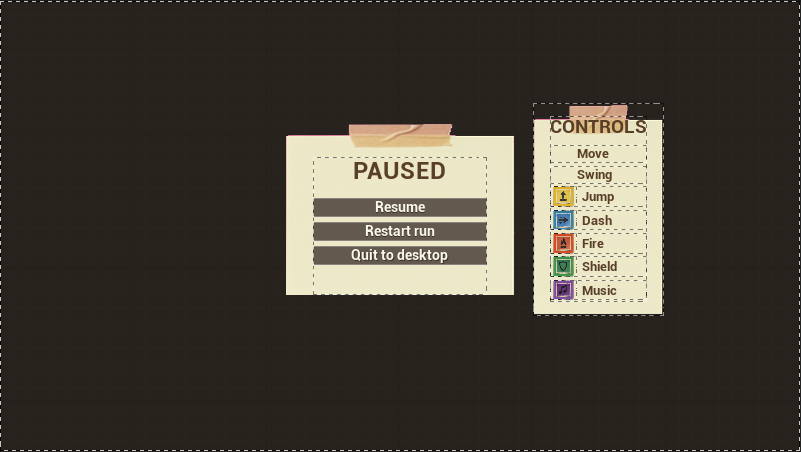 PAUSED
Resume
Restart run
Quit to desktop
CONTROLS
Move
Swing
Jump
Dash
Fire
Shield
Music